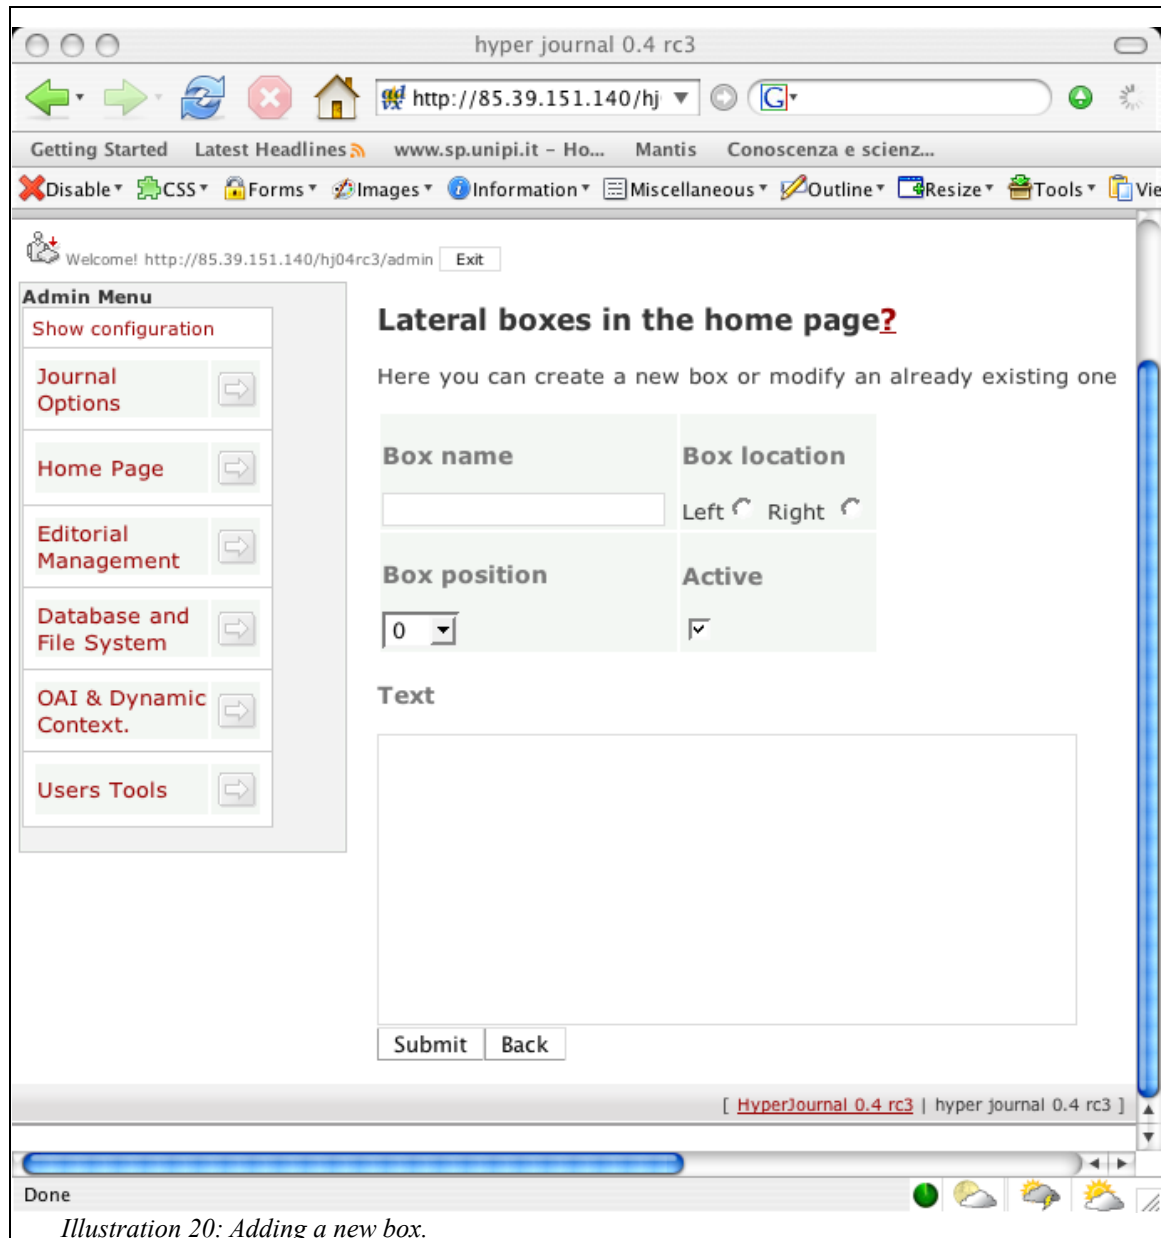 hyper journal 0.4 rc3
http://85.39.151.140/hj
G
Getting Started Latest Headlines www.sp.unipi.it – Ho... Mantis Conoscenza e scienz...
Disable CSS Forms Images Information Miscellaneous Outline Resize Tools Vie
Welcome! http://85.39.151.140/hj04rc3/admin Exit
Admin Menu
Show configuration
Journal
Options
Home Page
Editorial
Management
Database and
File System
OAI & Dynamic
Context.
Users Tools
Lateral boxes in the home page?
Here you can create a new box or modify an already existing one
Box name Box location
Left Right
Box position Active
0
Text
Submit Back
[ HyperJournal 0.4 rc3 | hyper journal 0.4 rc3 ]
Done
Illustration 20: Adding a new box.